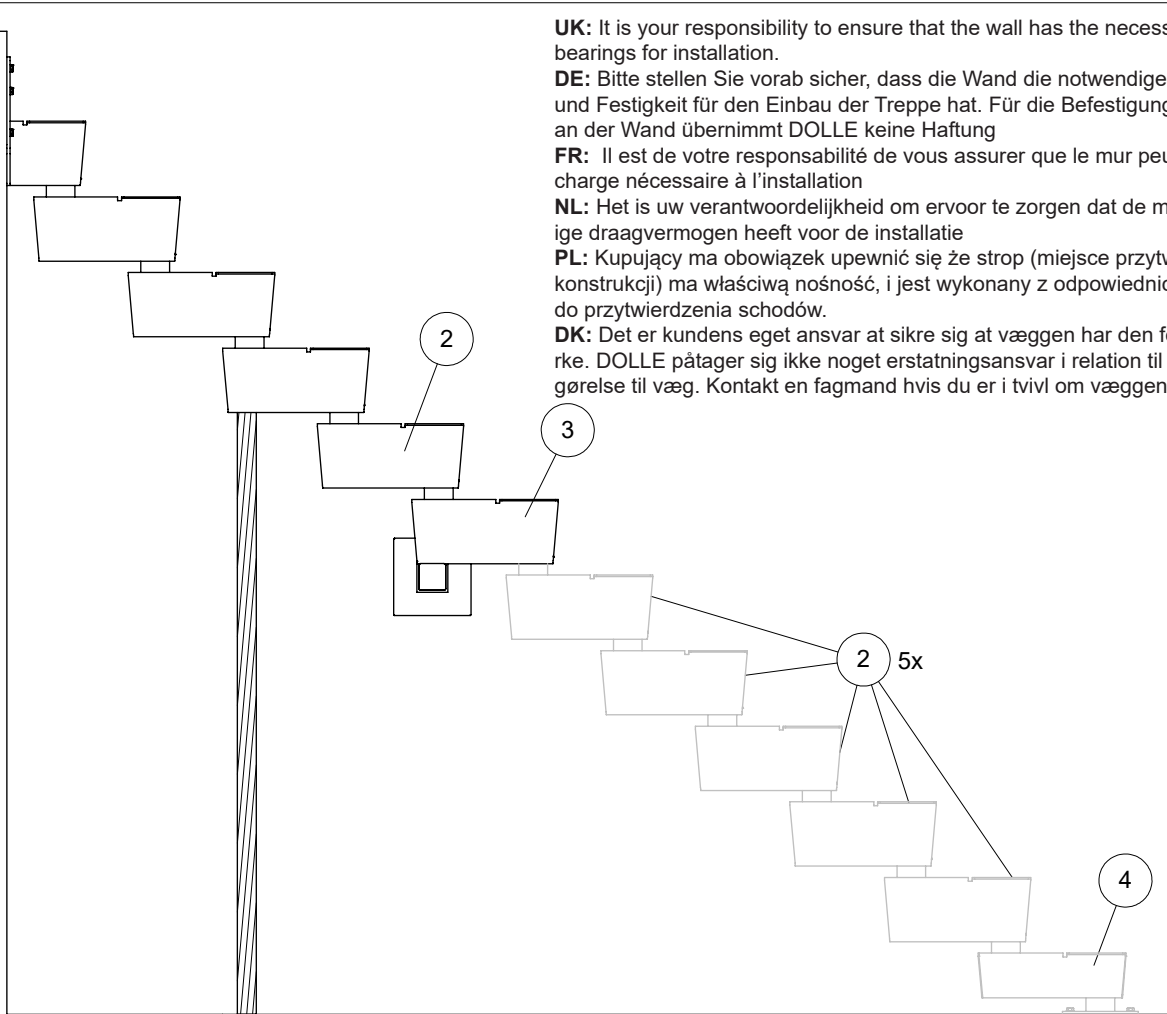 UK: It is your responsibility to ensure that the wall has the
bearings for installation.
DE: Bitte stellen Sie vorab sicher, dass die Wand die notwendige
und Festigkeit für den Einbau der Treppe hat. Für die Befestigung
an der Wand übernimmt DOLLE keine Haftung
FR: Il est de votre responsabilité de vous assurer que le mur
charge nécessaire à l'installation
NL: Het is uw verantwoordelijkheid om ervoor te zorgen dat de
ige draagvermogen heeft voor de installatie
PL: Kupujący ma obowiązek upewnić się że strop (miejsce
konstrukcji) ma właściwą nośność, i jest wykonany z
do przytwierdzenia schodów.
DK: Det er kundens eget ansvar at sikre sig at væggen har den
rke. DOLLE påtager sig ikke noget erstatningsansvar i relation til
gørelse til væg. Kontakt en fagmand hvis du er i tvivl om væggen
2
3
2 5x
4